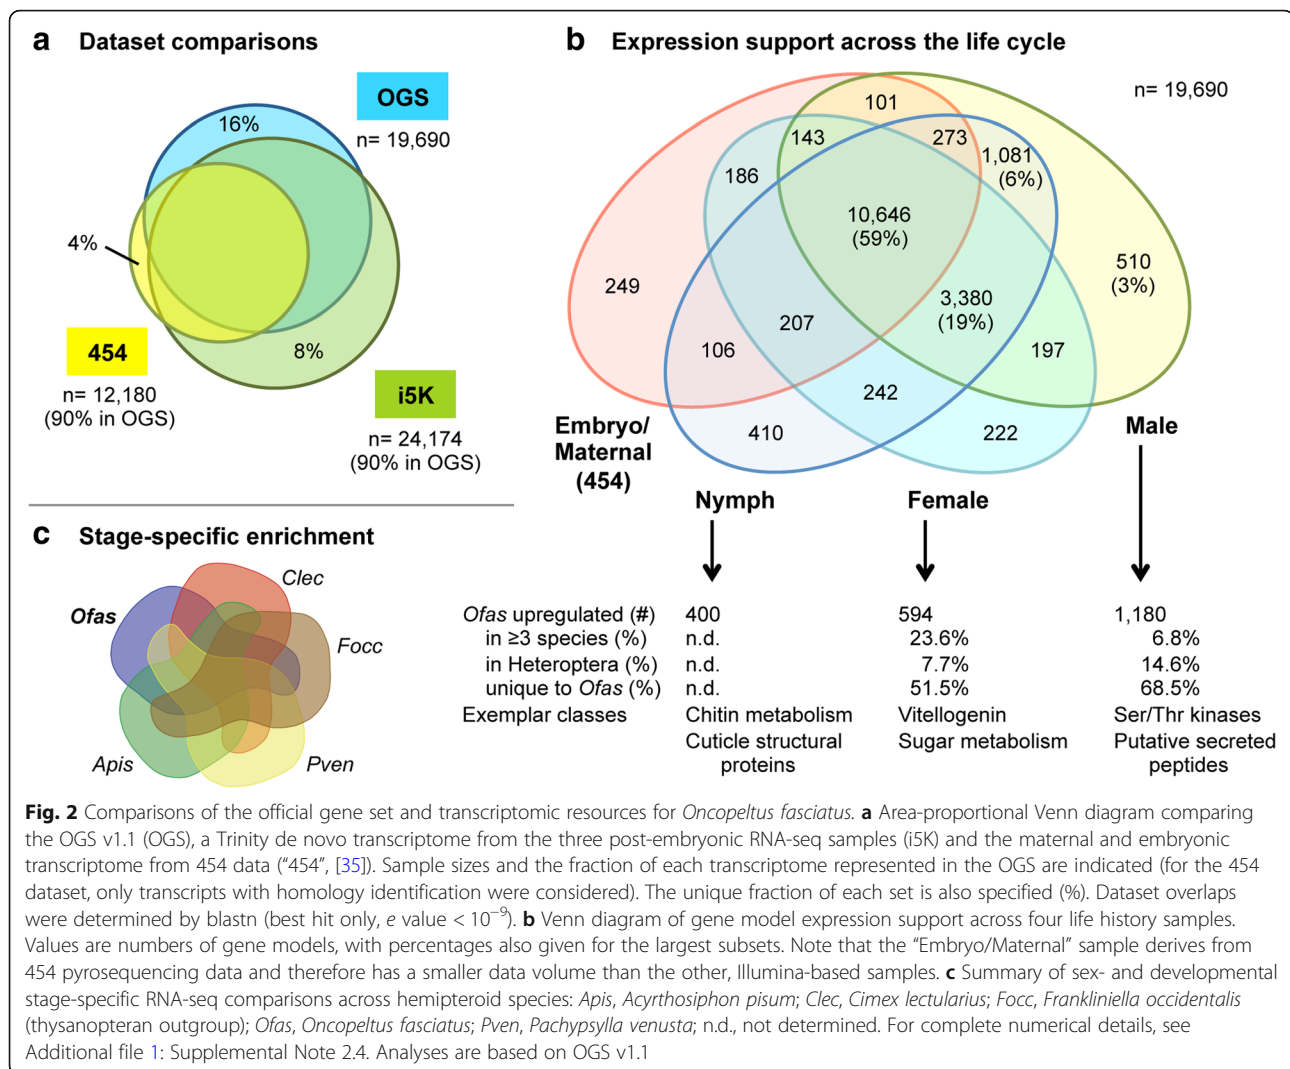 a Dataset comparisons
OGS
n= 19,690
16%
4%
8%
454
n= 12,180
(90% in OGS)
i5K
n= 24,174
(90% in OGS)
b Expression support across the life cycle
n= 19,690
101
143
273
1,081
(6%)
186
10,646
(59%)
510
(3%)
249
3,380
(19%)
207
106
197
242
410
222
Embryo/
Maternal
(454)
Male
Nymph
Female
c Stage-specific enrichment
Clec
Ofas
Focc
Apis
Pven
Ofas upregulated (#) 400 594 1,180
in ≥3 species (%) n.d. 23.6% 6.8%
in Heteroptera (%) n.d. 7.7% 14.6%
unique to Ofas (%) n.d. 51.5% 68.5%
Exemplar classes Chitin metabolism Vitellogenin Ser/Thr kinases
Cuticle structural Sugar metabolism Putative secreted
proteins peptides
Fig. 2 Comparisons of the official gene set and transcriptomic resources for Oncopeltus fasciatus. a Area-proportional Venn diagram comparing
the OGS v1.1 (OGS), a Trinity de novo transcriptome from the three post-embryonic RNA-seq samples (i5K) and the maternal and embryonic
transcriptome from 454 data (“454”, [35]). Sample sizes and the fraction of each transcriptome represented in the OGS are indicated (for the 454
dataset, only transcripts with homology identification were considered). The unique fraction of each set is also specified (%). Dataset overlaps
were determined by blastn (best hit only, e value < 10⁻⁹). b Venn diagram of gene model expression support across four life history samples.
Values are numbers of gene models, with percentages also given for the largest subsets. Note that the “Embryo/Maternal” sample derives from
454 pyrosequencing data and therefore has a smaller data volume than the other, Illumina-based samples. c Summary of sex- and developmental
stage-specific RNA-seq comparisons across hemipteroid species: Apis, Acyrthosiphon pisum; Clec, Cimex lectularius; Focc, Frankliniella occidentalis
(thysanopteran outgroup); Ofas, Oncopeltus fasciatus; Pven, Pachypsylla venusta; n.d., not determined. For complete numerical details, see
Additional file 1: Supplemental Note 2.4. Analyses are based on OGS v1.1